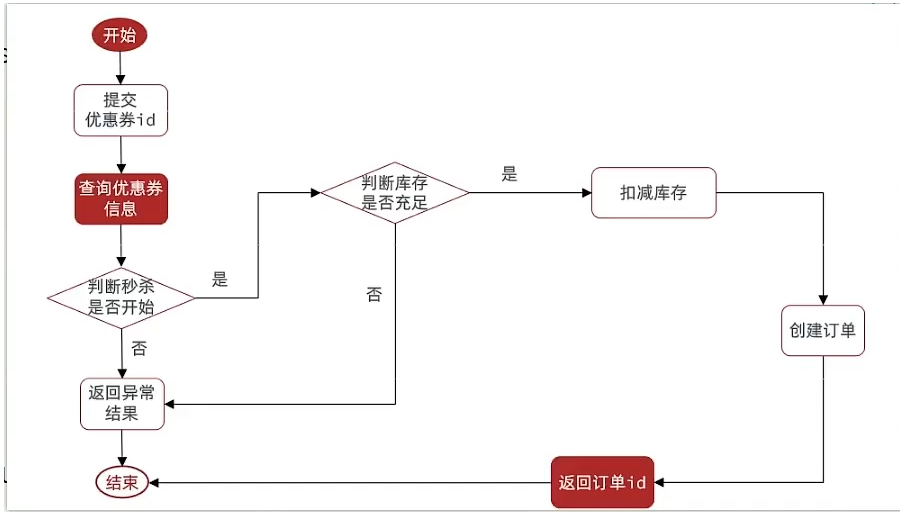 开始
提交
优惠券id
查询优惠券
信息
判断秒杀
是否开始
是
否
返回异常
结果
结束
判断库存
是否充足
是
否
扣减库存
创建订单
返回订单id